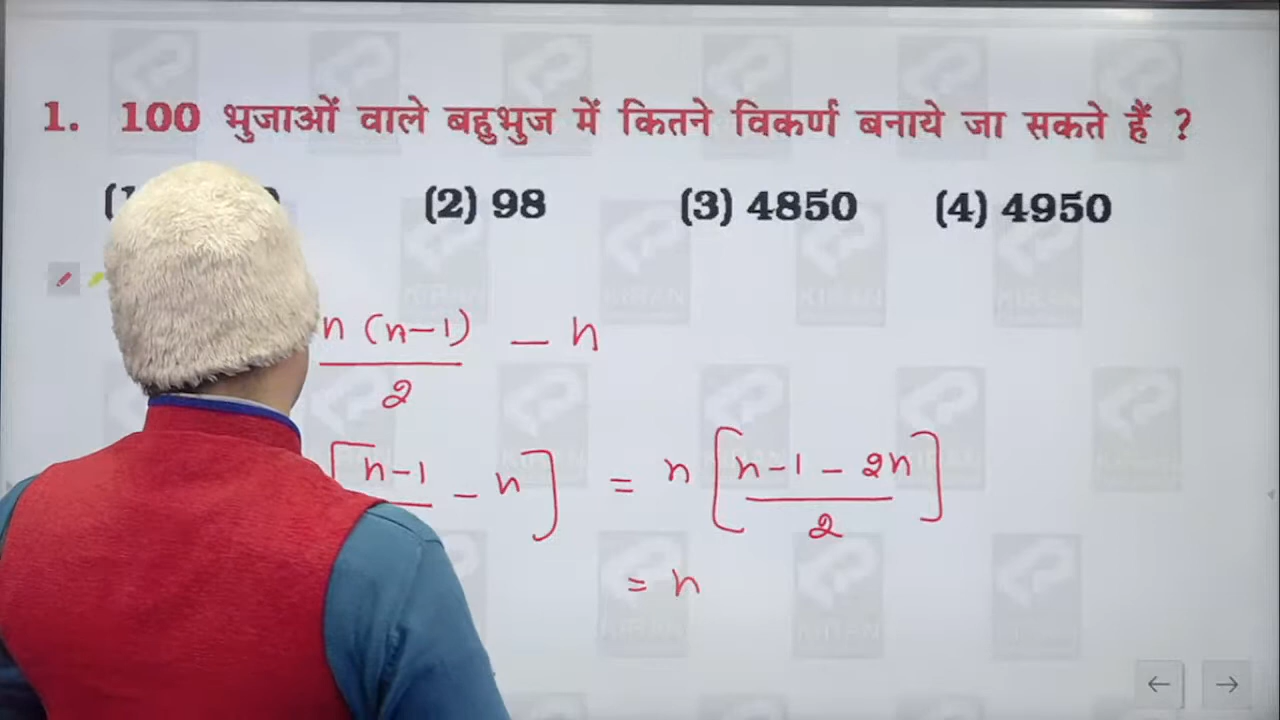 1. 100 भुजाओं वाले बहुभुज में कितने विकर्ण बनाये जा सकते हैं ?
(2) 98 (3) 4850 (4) 4950
n (n-1) / 2 - n
[n-1 - n] = n [n-1-2n / 2]
= n
KIRAN